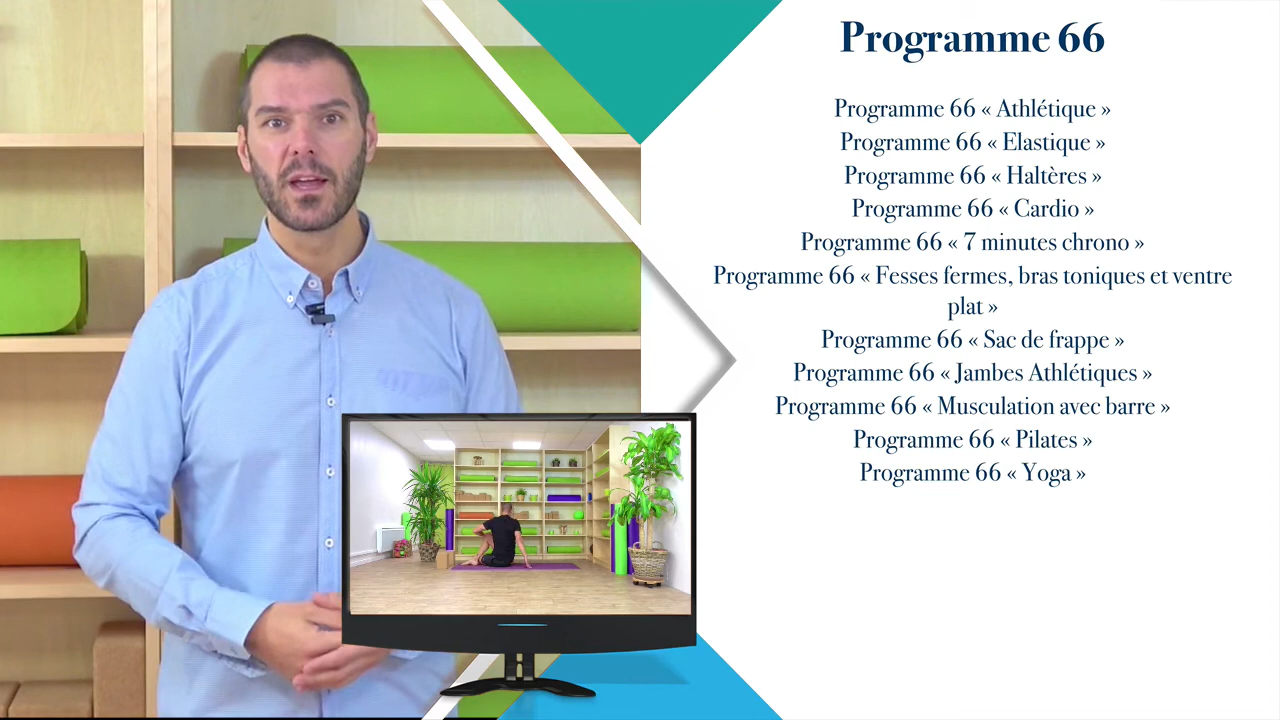 Programme 66
Programme 66 « Athlétique »
Programme 66 « Elastique »
Programme 66 « Haltères »
Programme 66 « Cardio »
Programme 66 « 7 minutes chrono »
Programme 66 « Fesses fermes, bras toniques et ventre
plat »
Programme 66 « Sac de frappe »
Programme 66 « Jambes Athlétiques »
Programme 66 « Musculation avec barre »
Programme 66 « Pilates »
Programme 66 « Yoga »